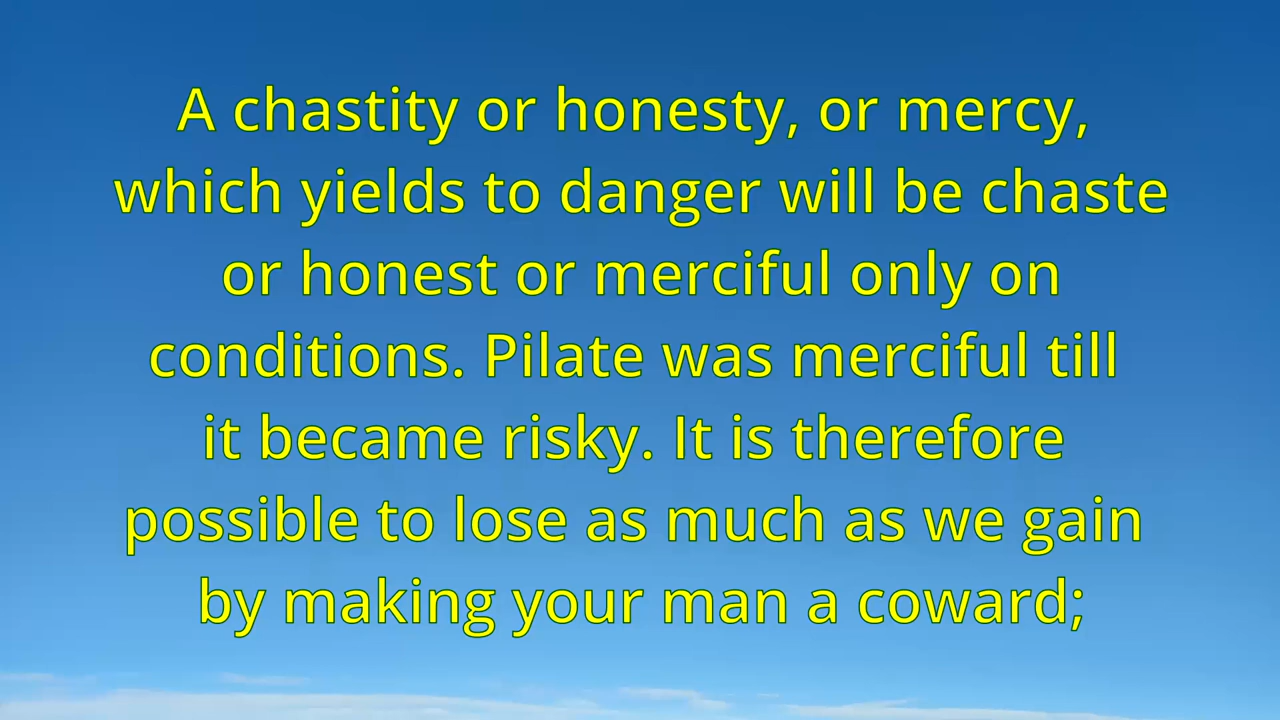 A chastity or honesty, or mercy,
which yields to danger will be chaste
or honest or merciful only on
conditions. Pilate was merciful till
it became risky. It is therefore
possible to lose as much as we gain
by making your man a coward;